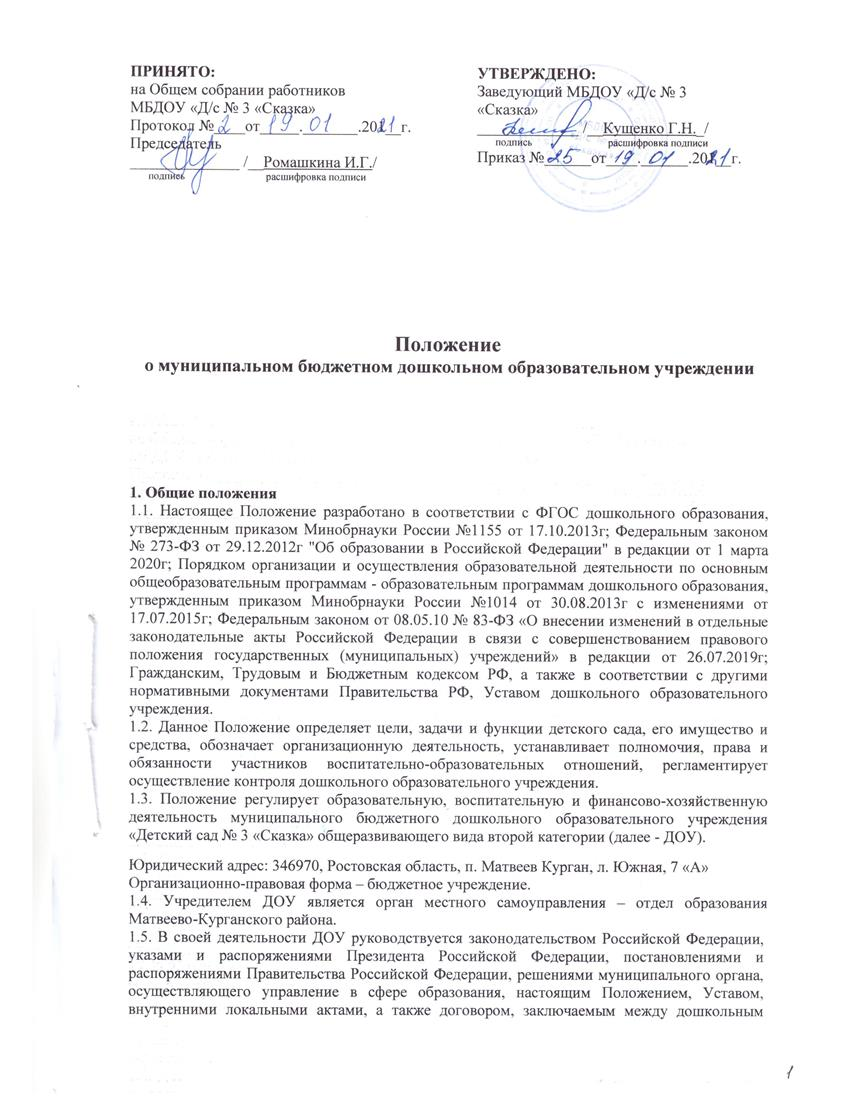 ПРИНЯТО:
на Общем собрании работников
МБДОУ «Д/с № 3 «Сказка»
Протокол № 2 от 19 . 01 .2021 г.
Председатель
/ Ромашкина И.Г./
подпись расшифровка подписи
УТВЕРЖДЕНО:
Заведующий МБДОУ «Д/с № 3
«Сказка»
/ Кущенко Г.Н. /
подпись расшифровка подписи
Приказ № 25 от 19 . 01 .2021 г.
Положение
о муниципальном бюджетном дошкольном образовательном учреждении
1. Общие положения
1.1. Настоящее Положение разработано в соответствии с ФГОС дошкольного образования,
утвержденным приказом Минобрнауки России №1155 от 17.10.2013г; Федеральным законом
№ 273-ФЗ от 29.12.2012г "Об образовании в Российской Федерации" в редакции от 1 марта
2020г; Порядком организации и осуществления образовательной деятельности по основным
общеобразовательным программам - образовательным программам дошкольного образования,
утвержденным приказом Минобрнауки России №1014 от 30.08.2013г с изменениями от
17.07.2015г; Федеральным законом от 08.05.10 № 83-ФЗ «О внесении изменений в отдельные
законодательные акты Российской Федерации в связи с совершенствованием правового
положения государственных (муниципальных) учреждений» в редакции от 26.07.2019г;
Гражданским, Трудовым и Бюджетным кодексом РФ, а также в соответствии с другими
нормативными документами Правительства РФ, Уставом дошкольного образовательного
учреждения.
1.2. Данное Положение определяет цели, задачи и функции детского сада, его имущество и
средства, обозначает организационную деятельность, устанавливает полномочия, права и
обязанности участников воспитательно-образовательных отношений, регламентирует
осуществление контроля дошкольного образовательного учреждения.
1.3. Положение регулирует образовательную, воспитательную и финансово-хозяйственную
деятельность муниципального бюджетного дошкольного образовательного учреждения
«Детский сад № 3 «Сказка» общеразвивающего вида второй категории (далее - ДОУ).
Юридический адрес: 346970, Ростовская область, п. Матвеев Курган, л. Южная, 7 «А»
Организационно-правовая форма – бюджетное учреждение.
1.4. Учредителем ДОУ является орган местного самоуправления – отдел образования
Матвеево-Курганского района.
1.5. В своей деятельности ДОУ руководствуется законодательством Российской Федерации,
указами и распоряжениями Президента Российской Федерации, постановлениями и
распоряжениями Правительства Российской Федерации, решениями муниципального органа,
осуществляющего управление в сфере образования, настоящим Положением, Уставом,
внутренними локальными актами, а также договором, заключаемым между дошкольным
1